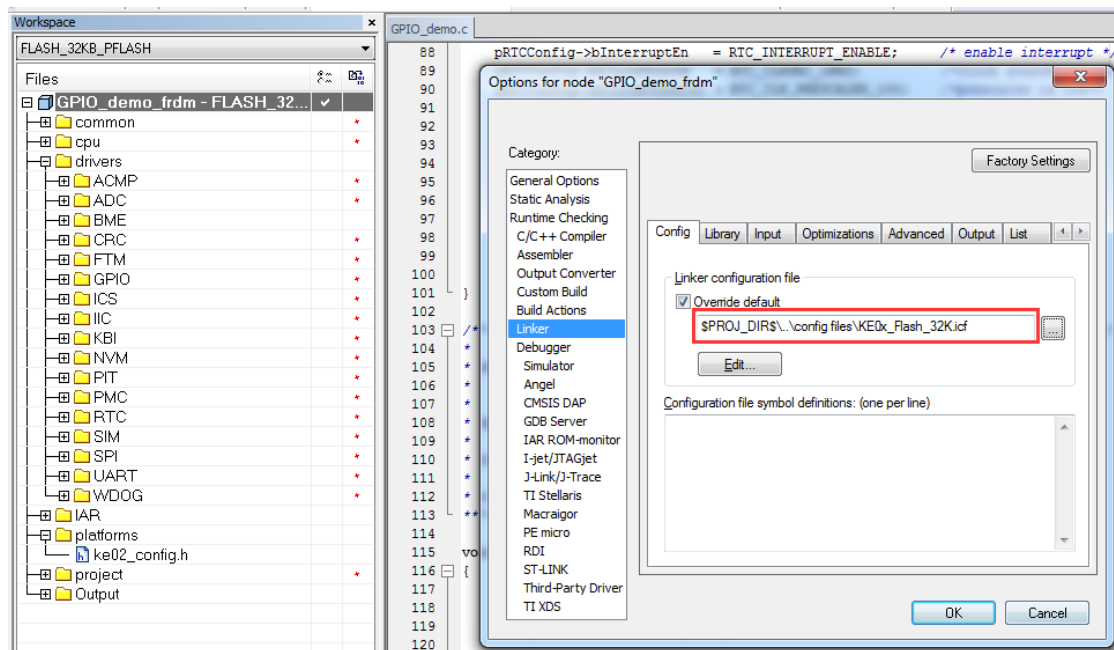 Workspace
×
FLASH_32KB_PFLASH
Files
GPIO_demo_frdm - FLASH_32...
common
cpu
drivers
ACMP
ADC
BME
CRC
FTM
GPIO
ICS
IIC
KBI
NVM
PIT
PMC
RTC
SIM
SPI
UART
WDOG
IAR
platforms
ke02_config.h
project
Output
GPIO_demo.c
88 pRTCConfig->bInterruptEn = RTC_INTERRUPT_ENABLE; /* enable interrupt */
89
90
91
92
93
94
95
96
97
98
99
100
101 }
102
103 /*
104 *
105 *
106 *
107 *
108 *
109 *
110 *
111 *
112 *
113 **
114
115 vo
116 {
117
118
119
120
Options for node "GPIO_demo_frdm"
Category:
General Options
Static Analysis
Runtime Checking
C/C++ Compiler
Assembler
Output Converter
Custom Build
Build Actions
Linker
Debugger
Simulator
Angel
CMSIS DAP
GDB Server
IAR ROM-monitor
I-jet/JTAGjet
J-Link/J-Trace
TI Stellaris
Macraigor
PE micro
RDI
ST-LINK
Third-Party Driver
TI XDS
Factory Settings
Config Library Input Optimizations Advanced Output List
Linker configuration file
Override default
$PROJ_DIR$\..\config files\KE0x_Flash_32K.icf
...
Edit...
Configuration file symbol definitions: (one per line)
OK Cancel